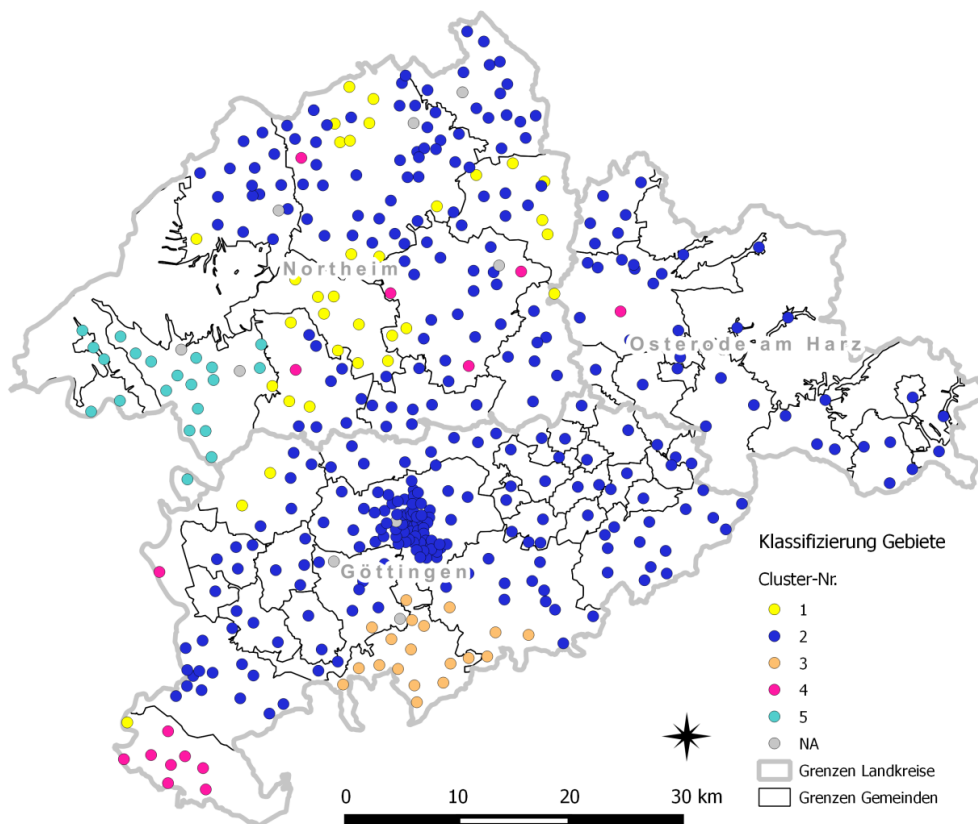 Northeim
Osterode am Harz
Göttingen
Klassifizierung Gebiete
Cluster-Nr.
1
2
3
4
5
NA
Grenzen Landkreise
Grenzen Gemeinden
0 10 20 30 km